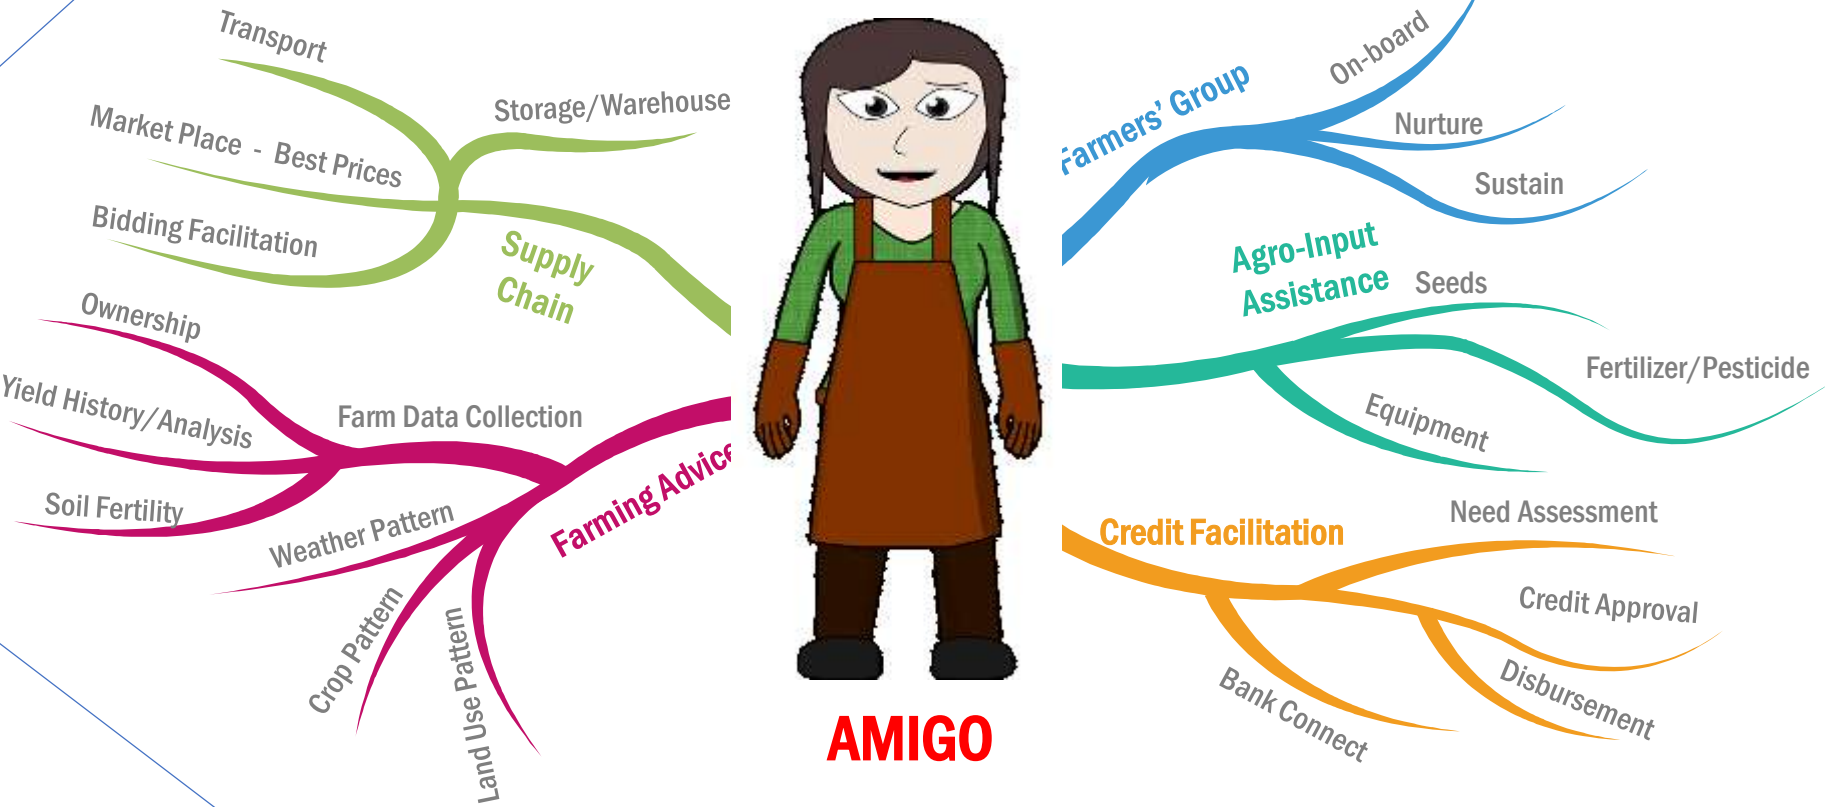 Transport
Storage/Warehouse
Market Place - Best Prices
Bidding Facilitation
Supply
Chain
Ownership
Yield History/Analysis
Farm Data Collection
Soil Fertility
Weather Pattern
Crop Pattern
Land Use Pattern
Farming Advice
AMIGO
Farmers' Group
On-board
Nurture
Sustain
Agro-Input
Assistance
Seeds
Fertilizer/Pesticide
Equipment
Credit Facilitation
Need Assessment
Credit Approval
Disbursement
Bank Connect